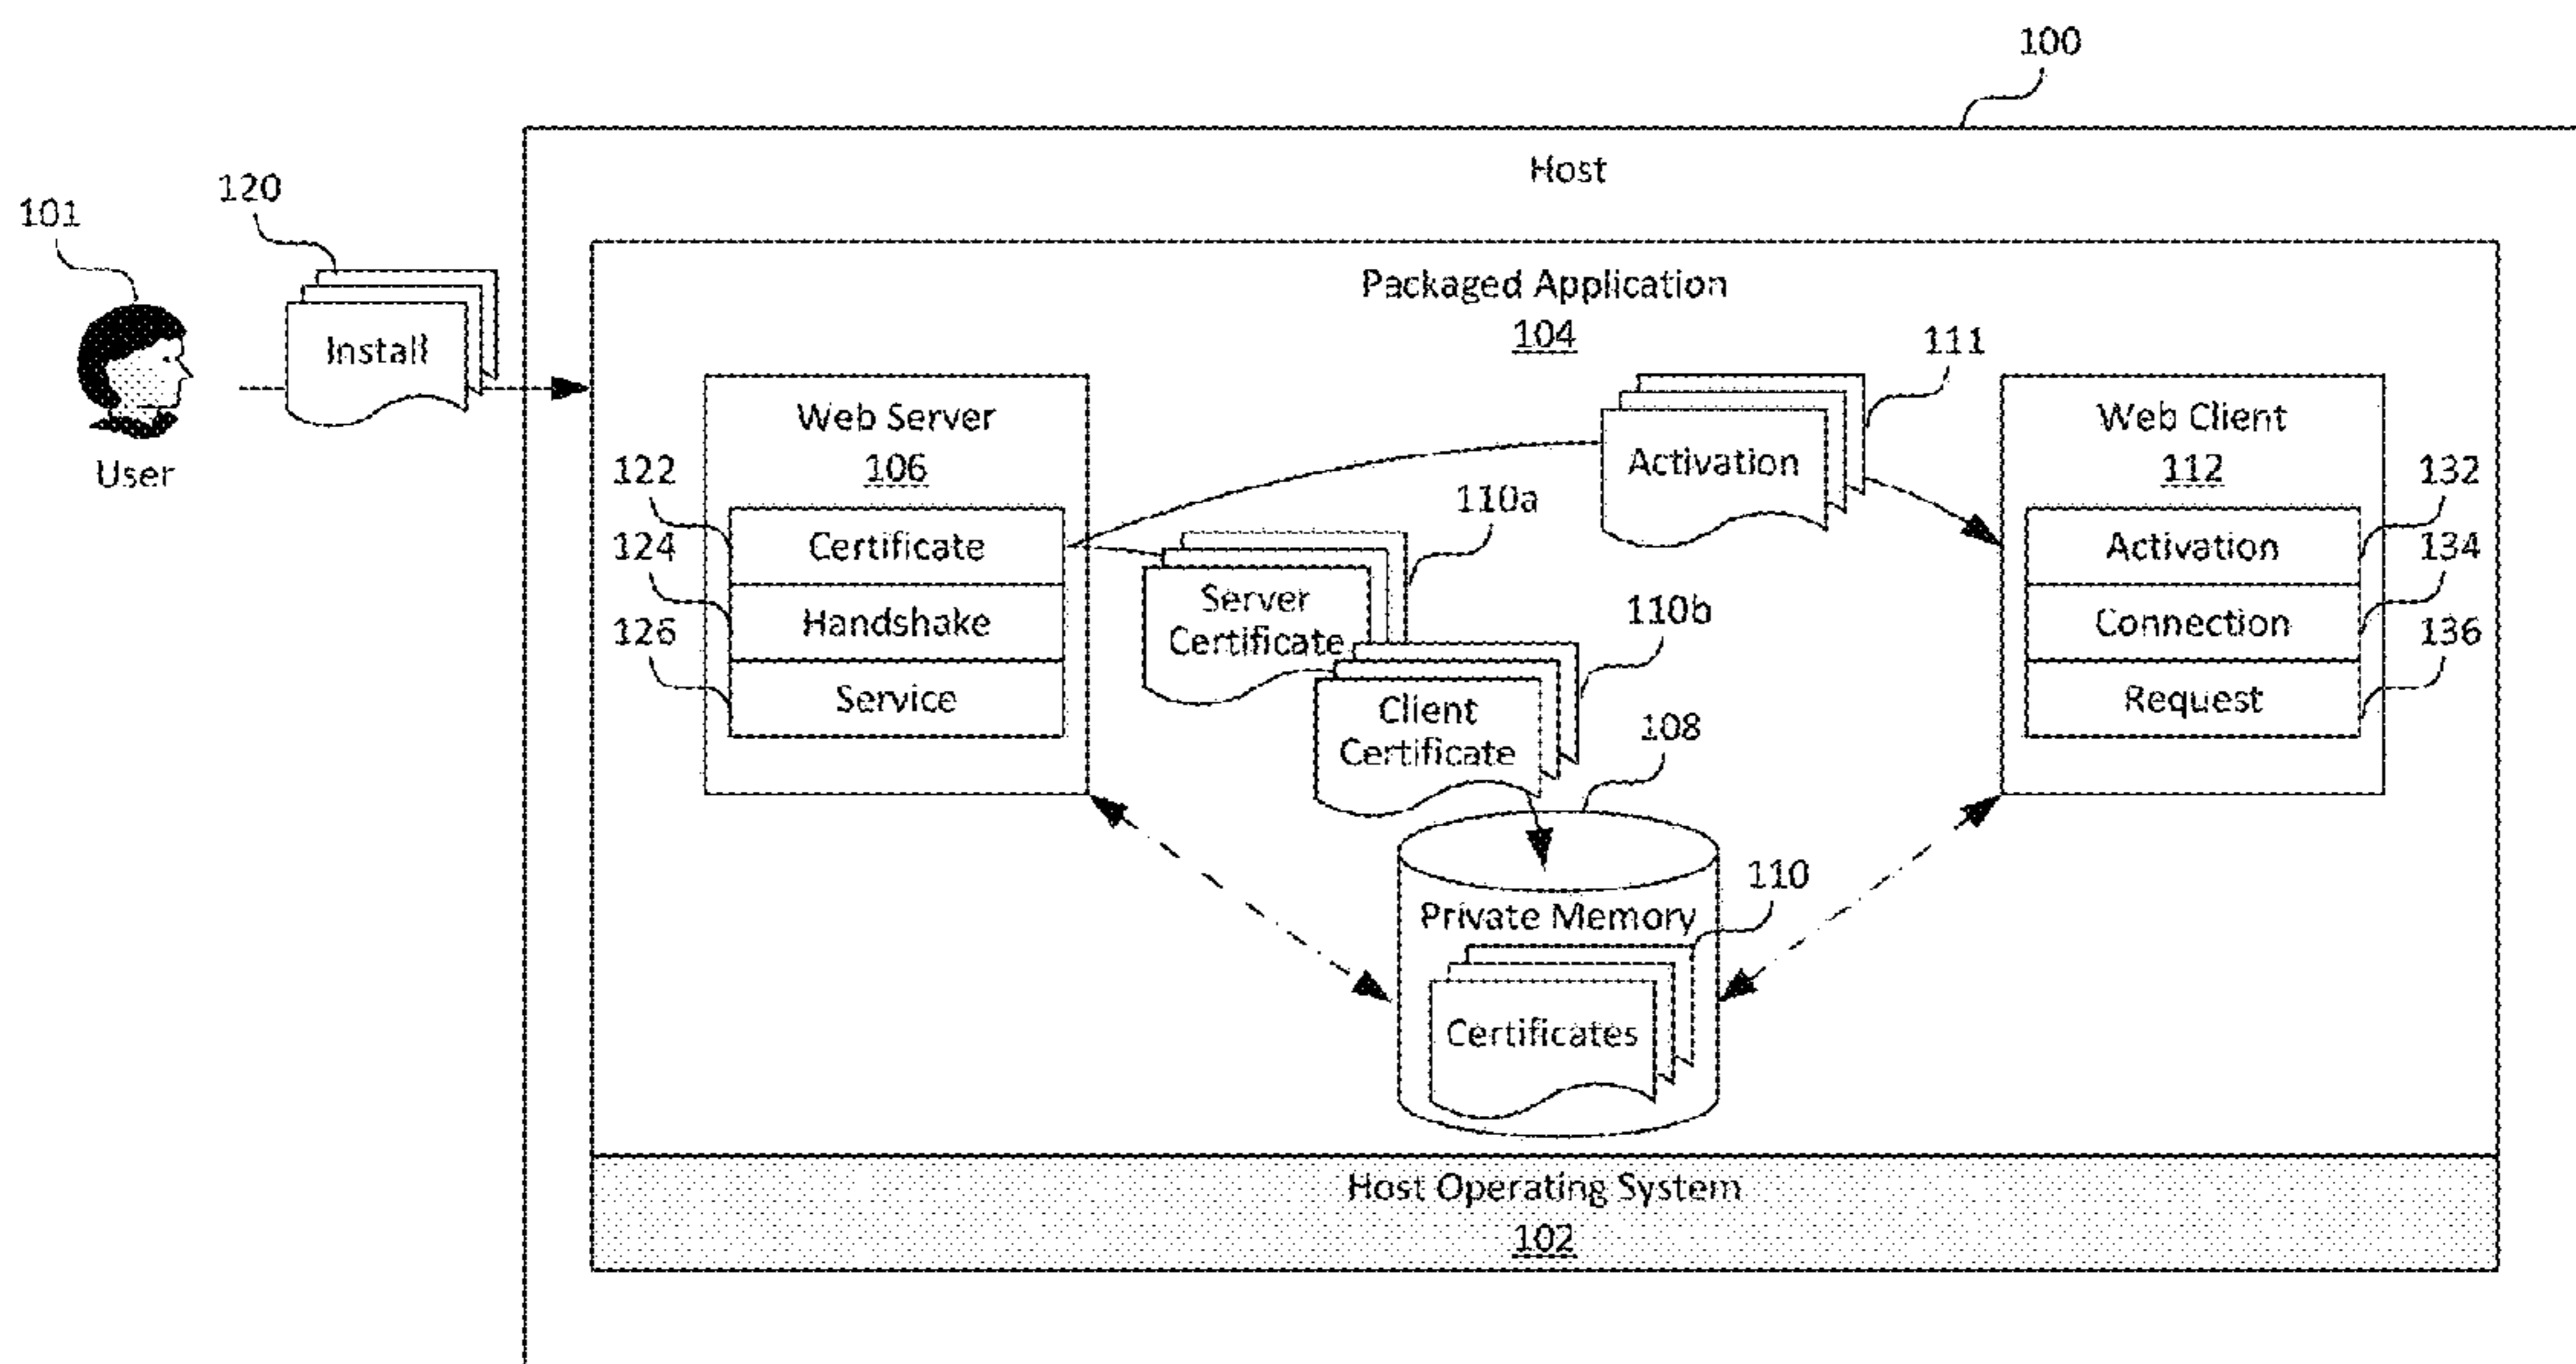 100
Host
120
101
Install
User
Packaged Application
104
111
Web Server
106
122
124
126
Certificate
Handshake
Service
Activation
110a
Server
Certificate
110b
Client
Certificate
108
Web Client
112
132
134
136
Activation
Connection
Request
110
Private Memory
Certificates
Host Operating System
102